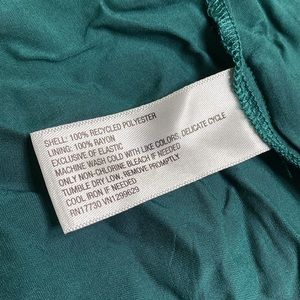 SHELL: 100% RECYCLED POLYESTER
LINING: 100% RAYON
EXCLUSIVE OF ELASTIC
MACHINE WASH COLD WITH LIKE COLORS, DELICATE CYCLE
ONLY NON-CHLORINE BLEACH IF NEEDED
TUMBLE DRY LOW, REMOVE PROMPTLY
COOL IRON IF NEEDED
RN17730 VN1299629